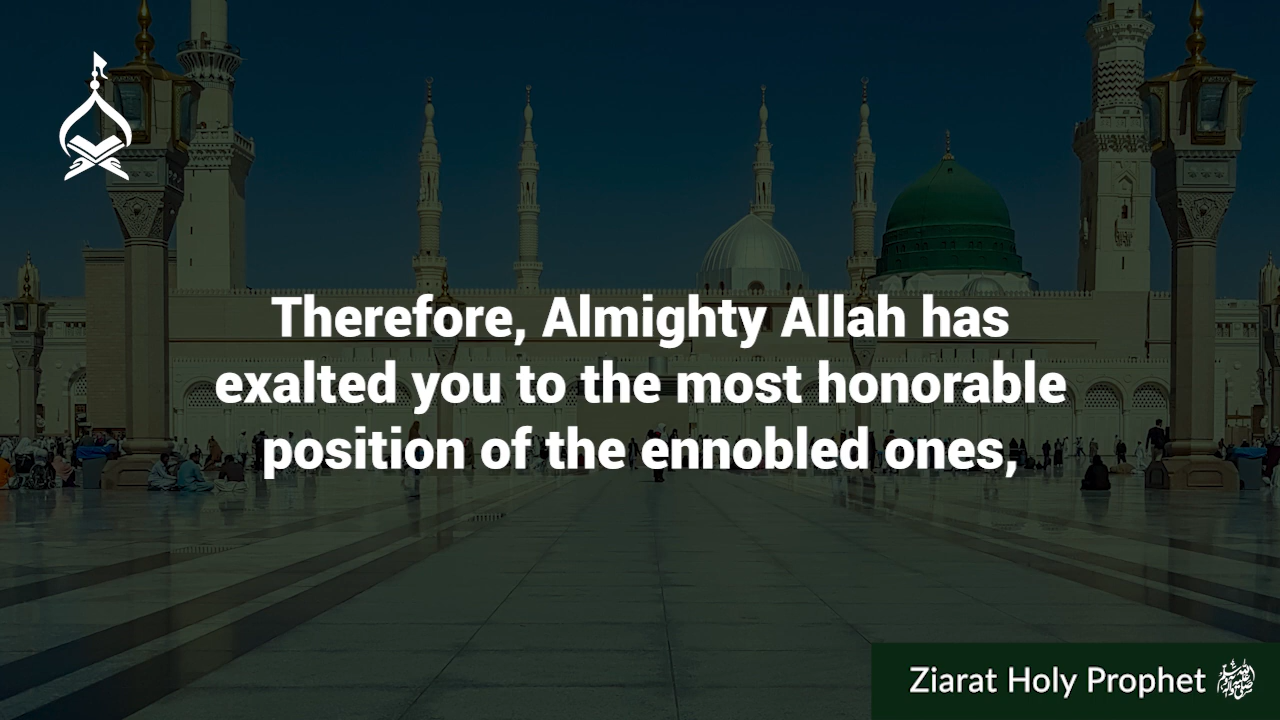 Therefore, Almighty Allah has
exalted you to the most honorable
position of the ennobled ones,
Ziarat Holy Prophet